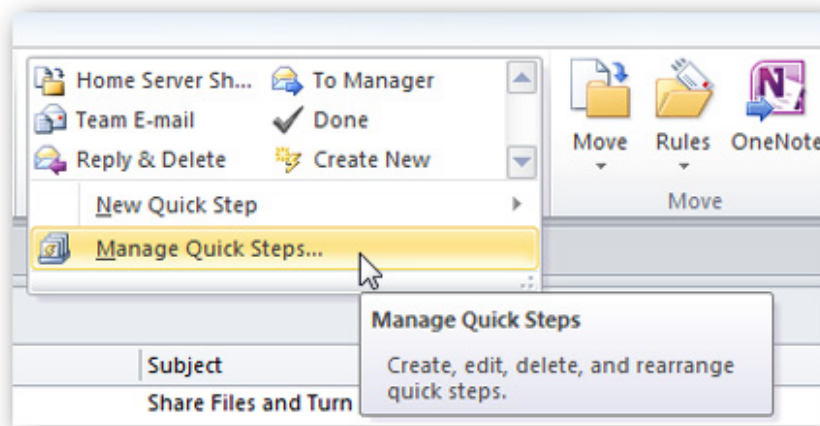 Home Server Sh... To Manager
Team E-mail Done
Reply & Delete Create New
New Quick Step
Manage Quick Steps...
Move Rules OneNote
Move
Manage Quick Steps
Create, edit, delete, and rearrange
quick steps.
Subject
Share Files and Turn